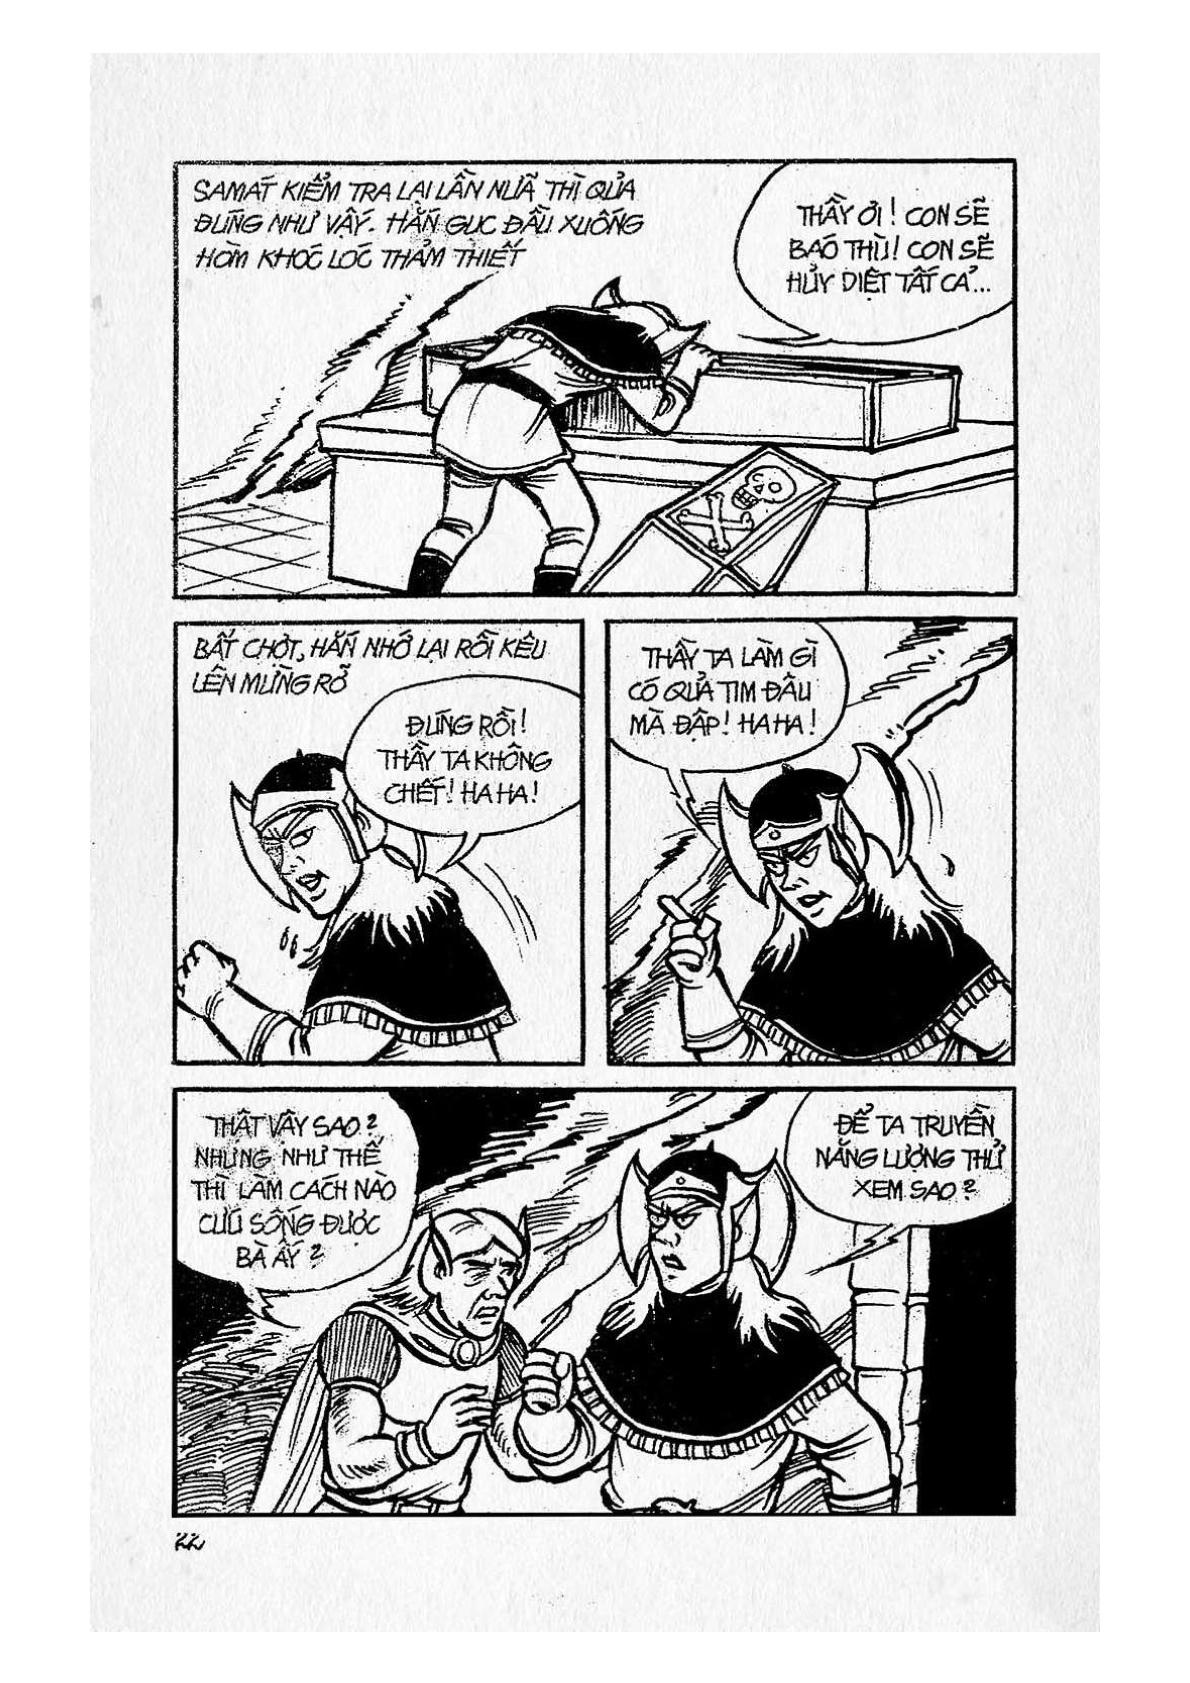 SAMÁT KIỂM TRA LẠI LẦN NỮA THÌ QỦA
ĐÚNG NHƯ VẬY. HẮN GỤC ĐẦU XUỐNG
HÒM KHÓC LÓC THẢM THIẾT
THẦY ƠI! CON SẼ
BÁO THÙ! CON SẼ
HỦY DIỆT TẤT CẢ...
BẤT CHỢT, HẮN NHỚ LẠI RỒI KÊU
LÊN MỪNG RỠ
ĐÚNG RỒI!
THẦY TA KHÔNG
CHẾT! HA HA!
THẦY TA LÀM GÌ
CÓ QỦA TIM ĐÂU
MÀ ĐẬP! HA HA!
THẬT VẬY SAO?
NHƯNG NHƯ THẾ
THÌ LÀM CÁCH NÀO
CỨU SỐNG ĐƯỢC
BÀ ẤY?
ĐỂ TA TRUYỀN
NĂNG LƯỢNG THỬ
XEM SAO?
22